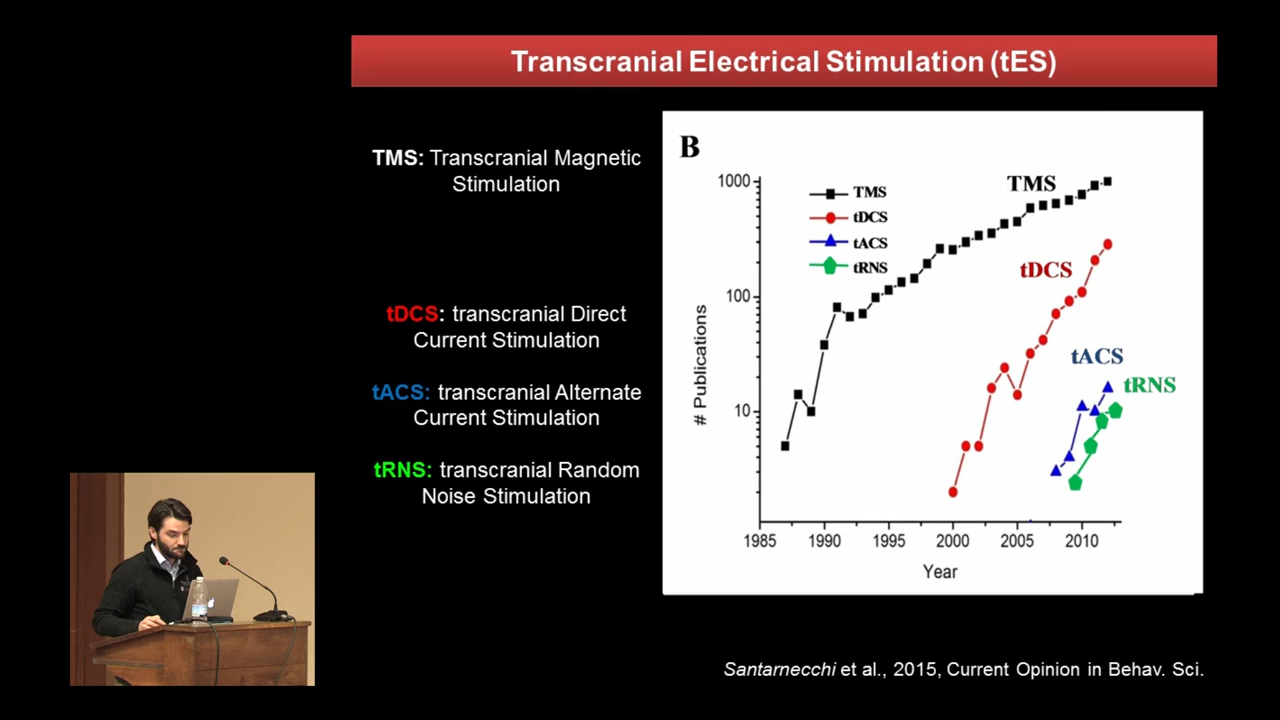 Transcranial Electrical Stimulation (tES)
TMS: Transcranial Magnetic
Stimulation
tDCS: transcranial Direct
Current Stimulation
tACS: transcranial Alternate
Current Stimulation
tRNS: transcranial Random
Noise Stimulation
B
TMS
tDCS
tACS
tRNS
TMS
tDCS
tACS
tRNS
1000
100
10
# Publications
1985 1990 1995 2000 2005 2010
Year
Santarnecchi et al., 2015, Current Opinion in Behav. Sci.